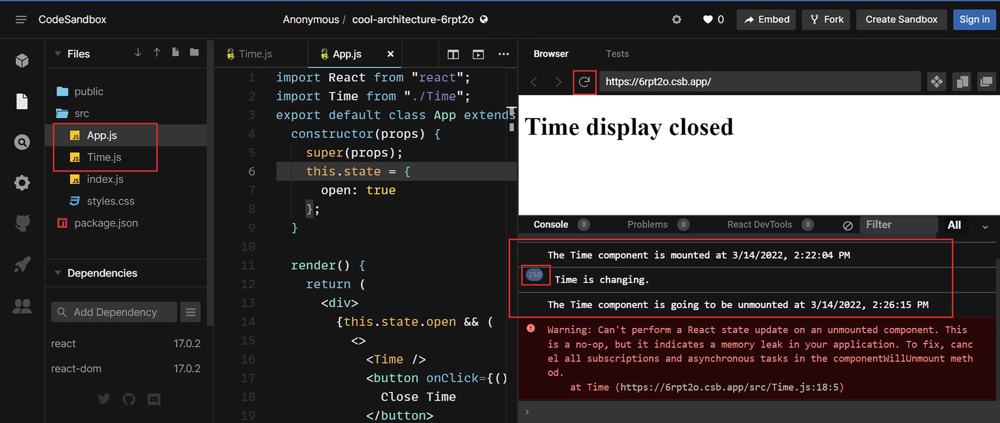 CodeSandbox
Anonymous / cool-architecture-6rpt2o
0
Embed
Fork
Create Sandbox
Sign in
Files
public
src
JS App.js
JS Time.js
JS index.js
styles.css
package.json
Dependencies
Add Dependency
react 17.0.2
react-dom 17.0.2
Time.js
App.js ×
1 import React from "react";
2 import Time from "./Time";
3 export default class App extends
4 constructor(props) {
5 super(props);
6 this.state = {
7 open: true
8 };
9 }
10
11 render() {
12 return (
13 <div>
14 {this.state.open && (
15 <>
16 <Time />
17 <button onClick={()
18 Close Time
19 </button>
Browser
Tests
https://6rpt2o.csb.app/
Time display closed
Console 0
Problems 0
React DevTools 0
Filter
All
The Time component is mounted at 3/14/2022, 2:22:04 PM
250 Time is changing.
The Time component is going to be unmounted at 3/14/2022, 2:26:15 PM
Warning: Can't perform a React state update on an unmounted component. This
is a no-op, but it indicates a memory leak in your application. To fix, canc
el all subscriptions and asynchronous tasks in the componentWillUnmount meth
od.
at Time (https://6rpt2o.csb.app/src/Time.js:18:5)
›